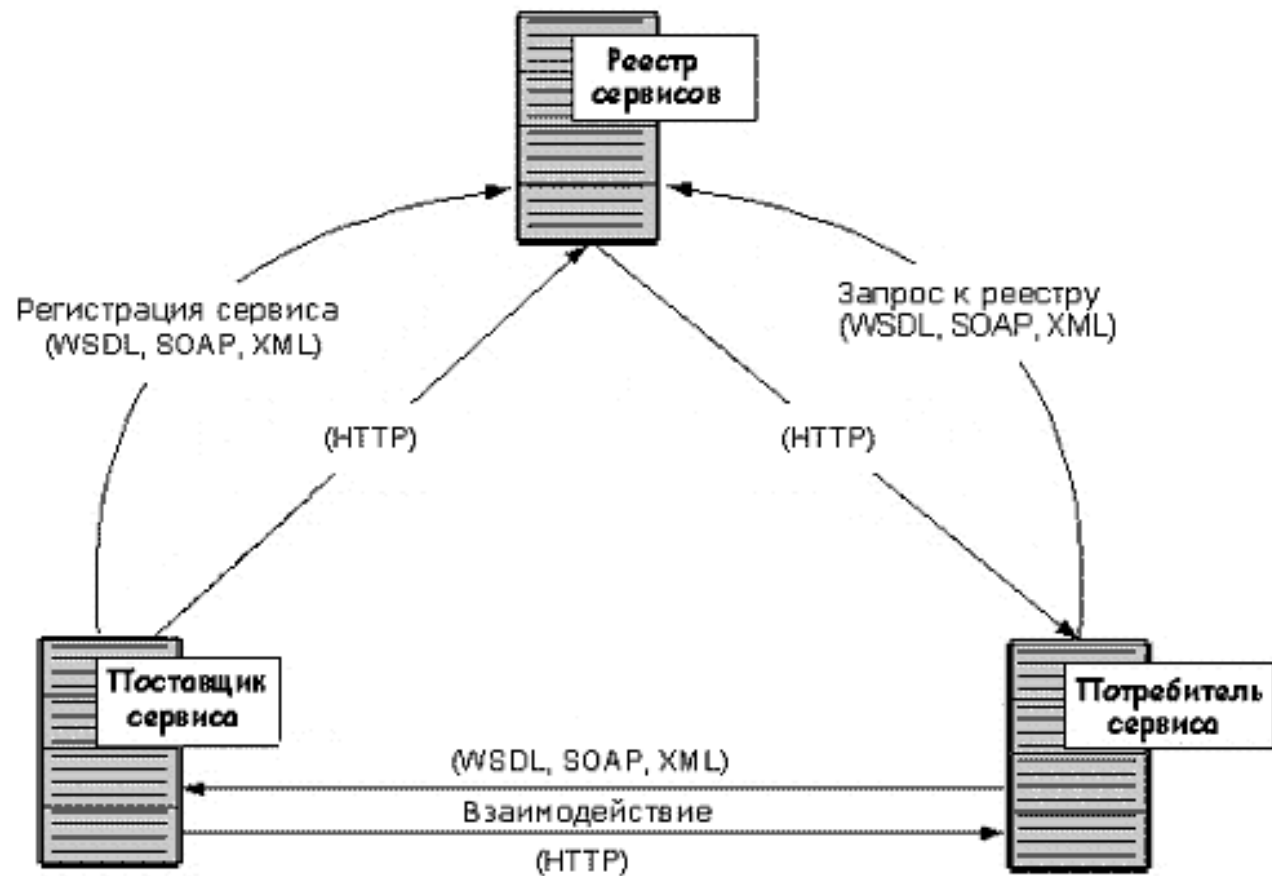 Реестр
сервисов
Регистрация сервиса
(WSDL, SOAP, XML)
Запрос к реестру
(WSDL, SOAP, XML)
(HTTP)
(HTTP)
Поставщик
сервиса
Потребитель
сервиса
(WSDL, SOAP, XML)
Взаимодействие
(HTTP)